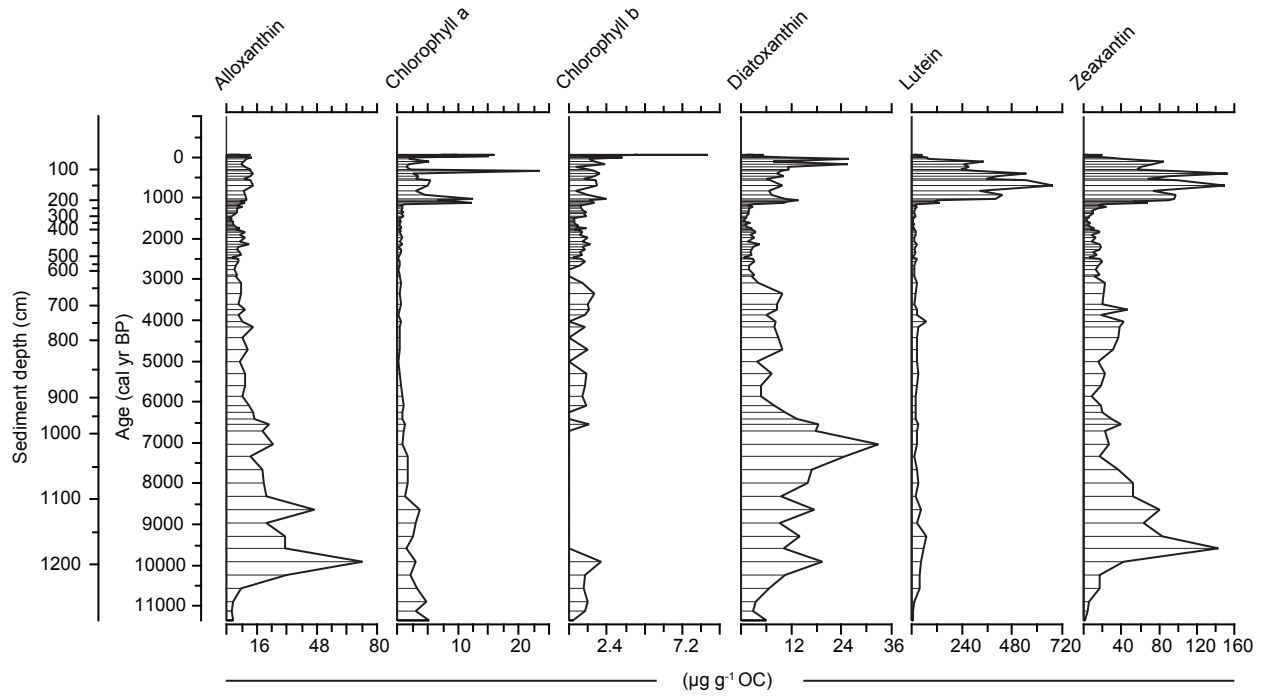 Alloxanthin
Chlorophyll a
Chlorophyll b
Diatoxanthin
Lutein
Zeaxantin
Sediment depth (cm)
100
200
300
400
500
600
700
800
900
1000
1100
1200
Age (cal yr BP)
0
1000
2000
3000
4000
5000
6000
7000
8000
9000
10000
11000
16 48 80
10 20
2.4 7.2
12 24 36
240 480 720
40 80 120 160
(µg g-1 OC)